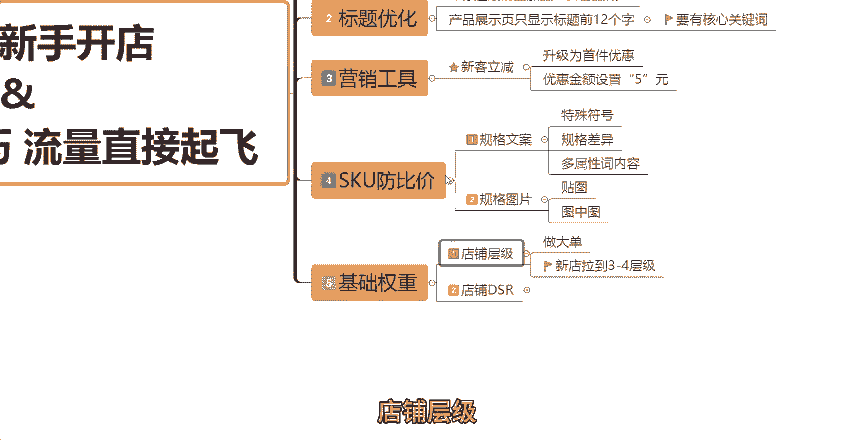 新手开店
&
巧 流量直接起飞
2 标题优化
产品展示页只显示标题前12个字
要有核心关键词
3 营销工具
新客立减
升级为首件优惠
优惠金额设置“5”元
4 SKU防比价
1 规格文案
特殊符号
规格差异
多属性词内容
2 规格图片
贴图
图中图
5 基础权重
1 店铺层级
做大单
新店拉到3-4层级
2 店铺DSR
店铺层级